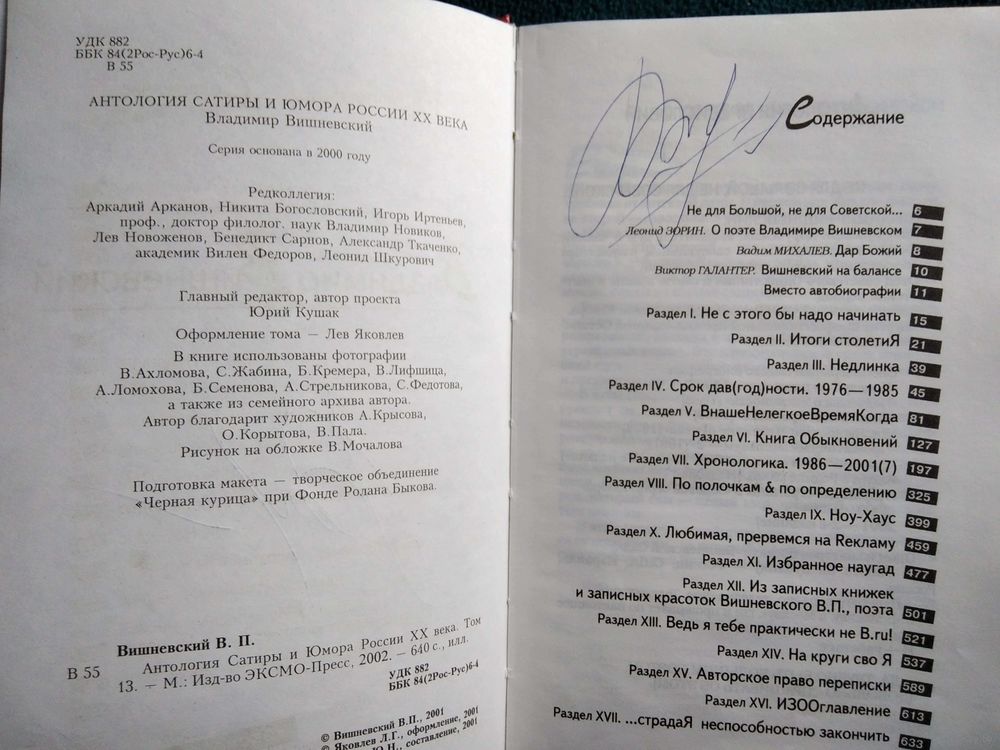 УДК 882
ББК 84(2Рос-Рус)6-4
В 55
АНТОЛОГИЯ САТИРЫ И ЮМОРА РОССИИ XX ВЕКА
Владимир Вишневский
Серия основана в 2000 году
Редколлегия:
Аркадий Арканов, Никита Богословский, Игорь Иртеньев,
проф., доктор филолог. наук Владимир Новиков,
Лев Новоженов, Бенедикт Сарнов, Александр Ткаченко,
академик Вилен Федоров, Леонид Шкурович
Главный редактор, автор проекта
Юрий Кушак
Оформление тома — Лев Яковлев
В книге использованы фотографии
В.Ахломова, С.Жабина, Б.Кремера, В.Лифшица,
А.Ломохова, Б.Семенова, А.Стрельникова, С.Федотова,
а также из семейного архива автора.
Автор благодарит художников А.Крысова,
О.Корытова, В.Пала.
Рисунок на обложке В.Мочалова
Подготовка макета — творческое объединение
«Черная курица» при Фонде Ролана Быкова.
Вишневский В. П.
В 55 Антология Сатиры и Юмора России XX века. Том
13. — М.: Изд-во ЭКСМО-Пресс, 2002. — 640 с., илл.
УДК 882
ББК 84(2Рос-Рус)6-4
© Вишневский В.П., 2001
© Яковлев Л.Г., оформление, 2001
Ю.Н., составление, 2001
Содержание
Не для Большой, не для Советской... 6
Леонид ЗОРИН. О поэте Владимире Вишневском 7
Вадим МИХАЛЕВ. Дар Божий 8
Виктор ГАЛАНТЕР. Вишневский на балансе 10
Вместо автобиографии 11
Раздел I. Не с этого бы надо начинать 15
Раздел II. Итоги столетиЯ 21
Раздел III. Недлинка 39
Раздел IV. Срок дав(год)ности. 1976—1985 45
Раздел V. ВнашеНелегкоеВремяКогда 81
Раздел VI. Книга Обыкновений 127
Раздел VII. Хронологика. 1986—2001(7) 197
Раздел VIII. По полочкам & по определению 325
Раздел IX. Ноу-Хаус 399
Раздел X. Любимая, прервемся на Rекламу 459
Раздел XI. Избранное наугад 477
Раздел XII. Из записных книжек
и записных красоток Вишневского В.П., поэта 501
Раздел XIII. Ведь я тебе практически не В.ru! 521
Раздел XIV. На круги сво Я 537
Раздел XV. Авторское право переписки 589
Раздел XVI. ИЗООглавление 613
Раздел XVII. ...страдаЯ неспособностью закончить 633